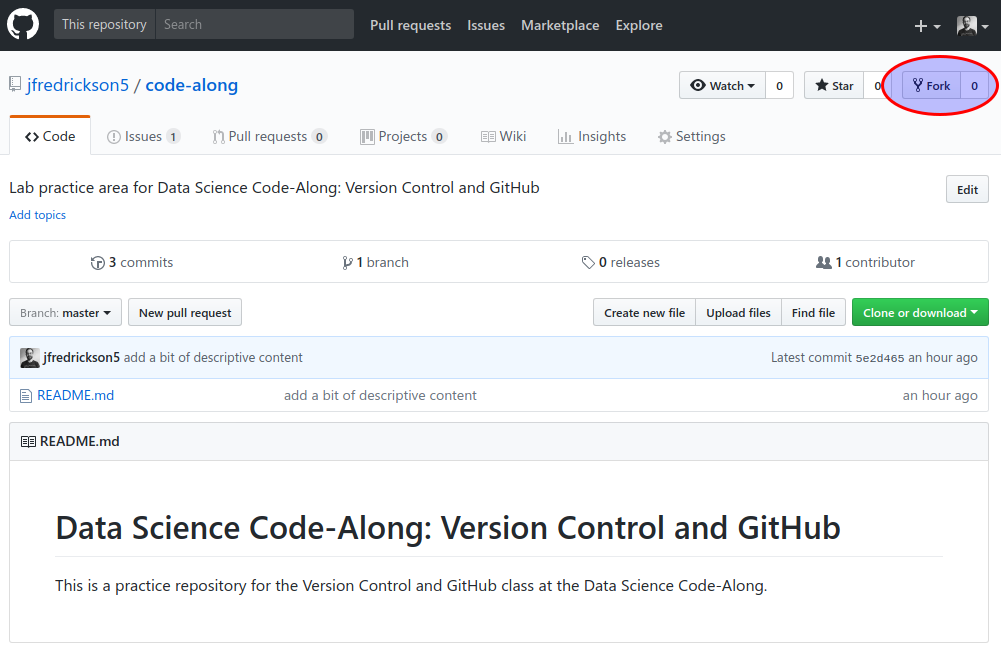 This repository Search Pull requests Issues Marketplace Explore
jfredrickson5 / code-along Watch 0 Star 0 Fork 0
Code Issues 1 Pull requests 0 Projects 0 Wiki Insights Settings
Lab practice area for Data Science Code-Along: Version Control and GitHub Edit
Add topics
3 commits 1 branch 0 releases 1 contributor
Branch: master New pull request Create new file Upload files Find file Clone or download
jfredrickson5 add a bit of descriptive content Latest commit 5e2d465 an hour ago
README.md add a bit of descriptive content an hour ago
README.md
Data Science Code-Along: Version Control and GitHub
This is a practice repository for the Version Control and GitHub class at the Data Science Code-Along.